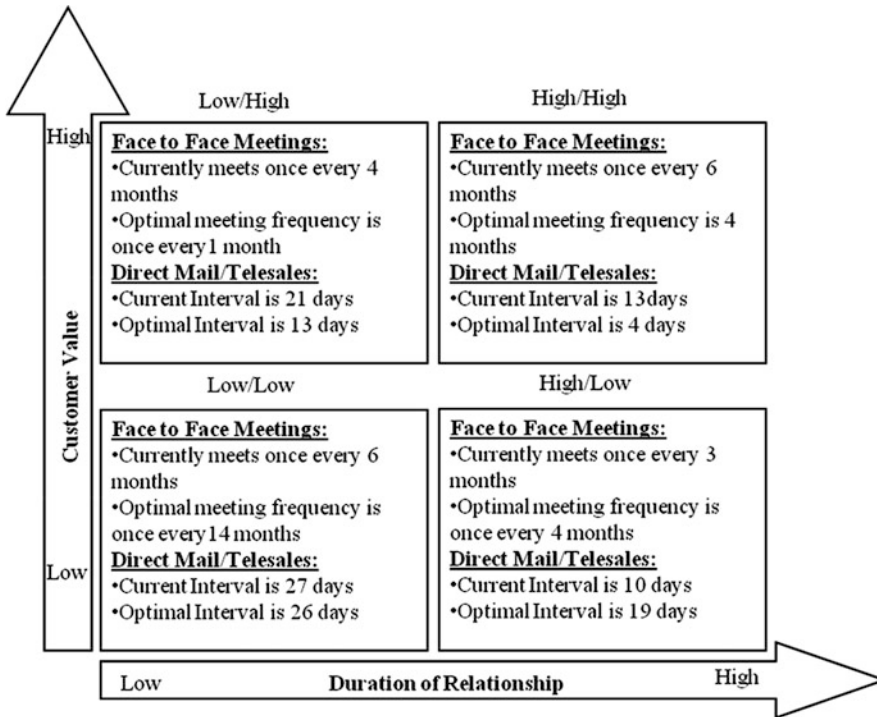 Low/High
High/High
High
Face to Face Meetings:
•Currently meets once every 4
months
•Optimal meeting frequency is
once every 1 month
Direct Mail/Telesales:
•Current Interval is 21 days
•Optimal Interval is 13 days
Face to Face Meetings:
•Currently meets once every 6
months
•Optimal meeting frequency is 4
months
Direct Mail/Telesales:
•Current Interval is 13days
•Optimal Interval is 4 days
Customer Value
Low/Low
High/Low
Face to Face Meetings:
•Currently meets once every 6
months
•Optimal meeting frequency is
once every 14 months
Direct Mail/Telesales:
•Current Interval is 27 days
•Optimal Interval is 26 days
Face to Face Meetings:
•Currently meets once every 3
months
•Optimal meeting frequency is
once every 4 months
Direct Mail/Telesales:
•Current Interval is 10 days
•Optimal Interval is 19 days
Low
Low
Duration of Relationship
High